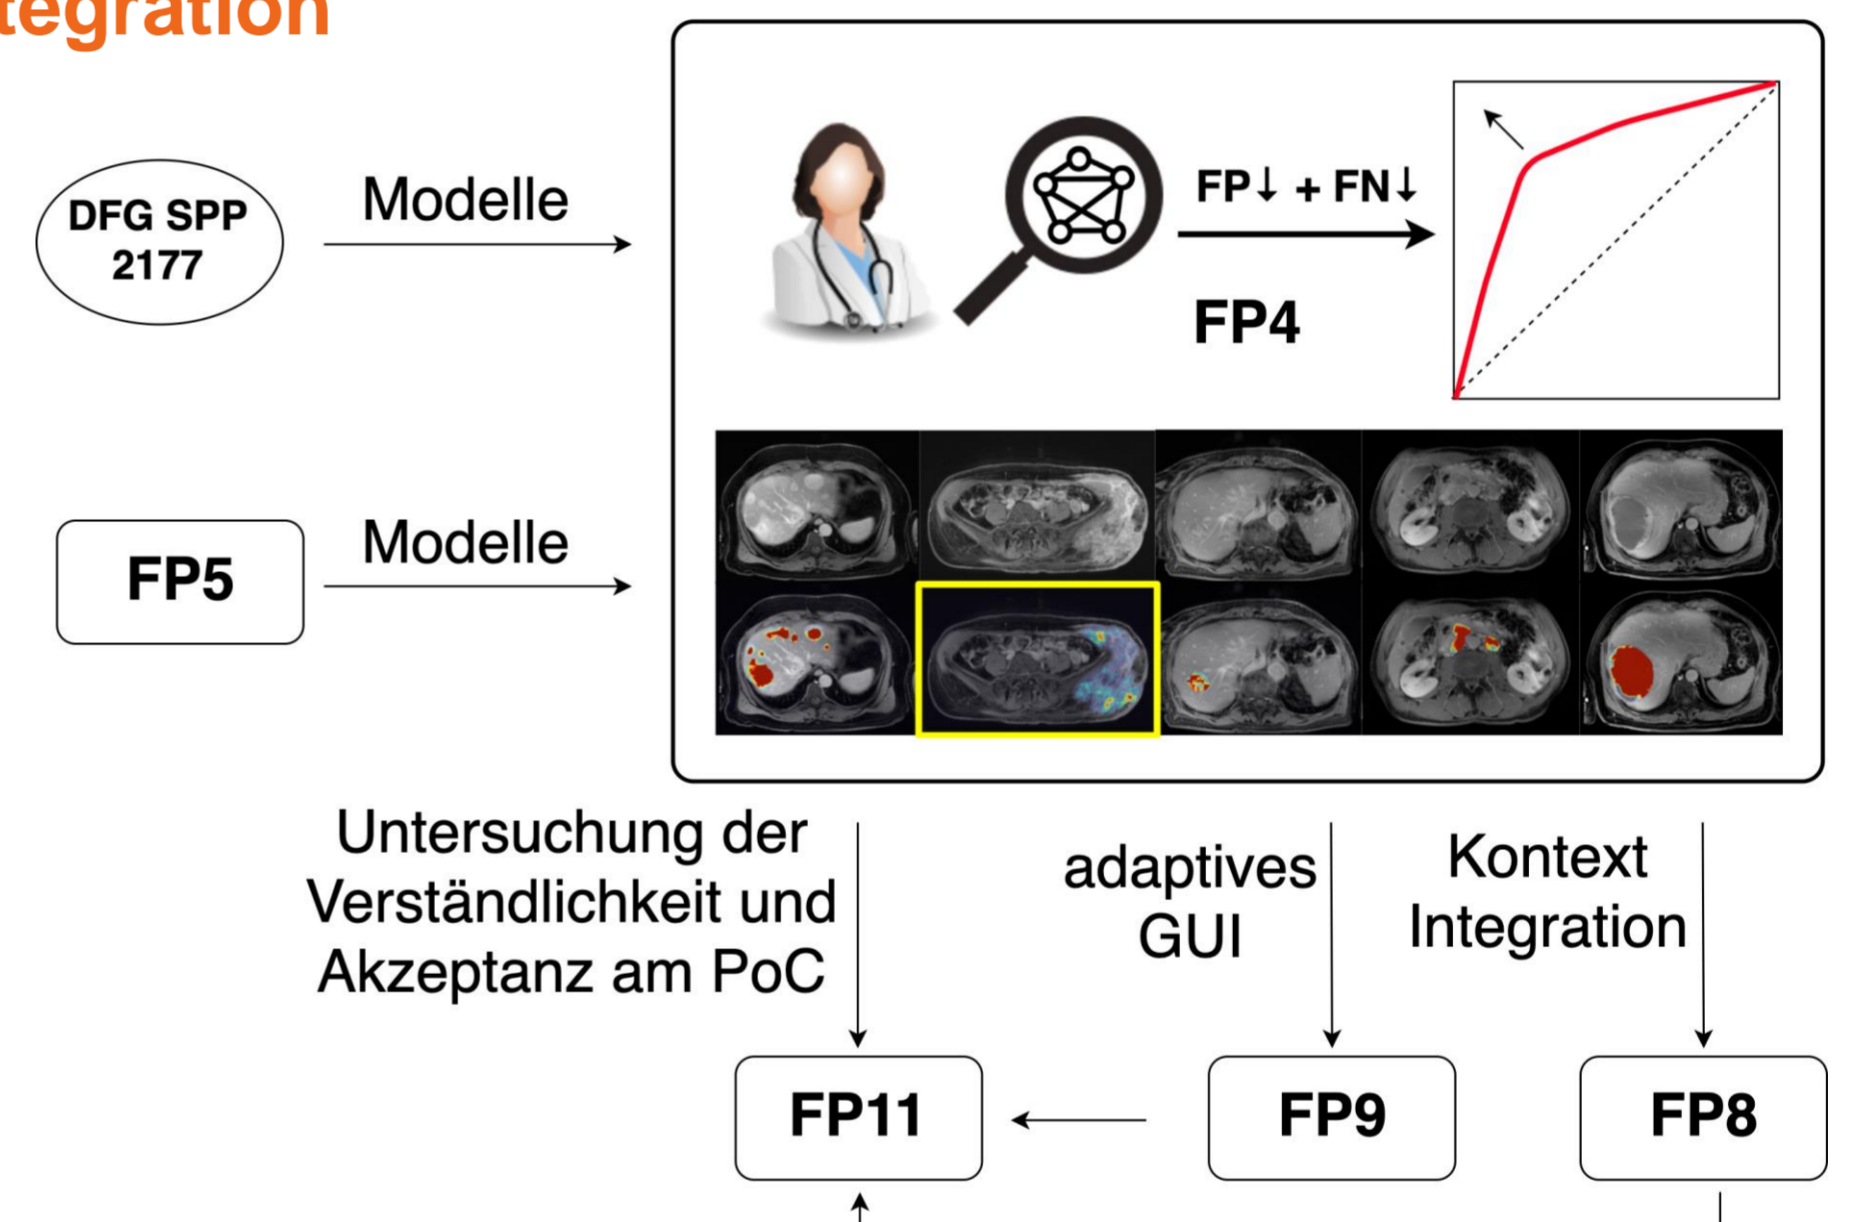 tegration
DFG SPP
2177
Modelle
FP↓ + FN↓
FP4
FP5
Modelle
Untersuchung der
Verständlichkeit und
Akzeptanz am PoC
adaptives
GUI
Kontext
Integration
FP11
FP9
FP8